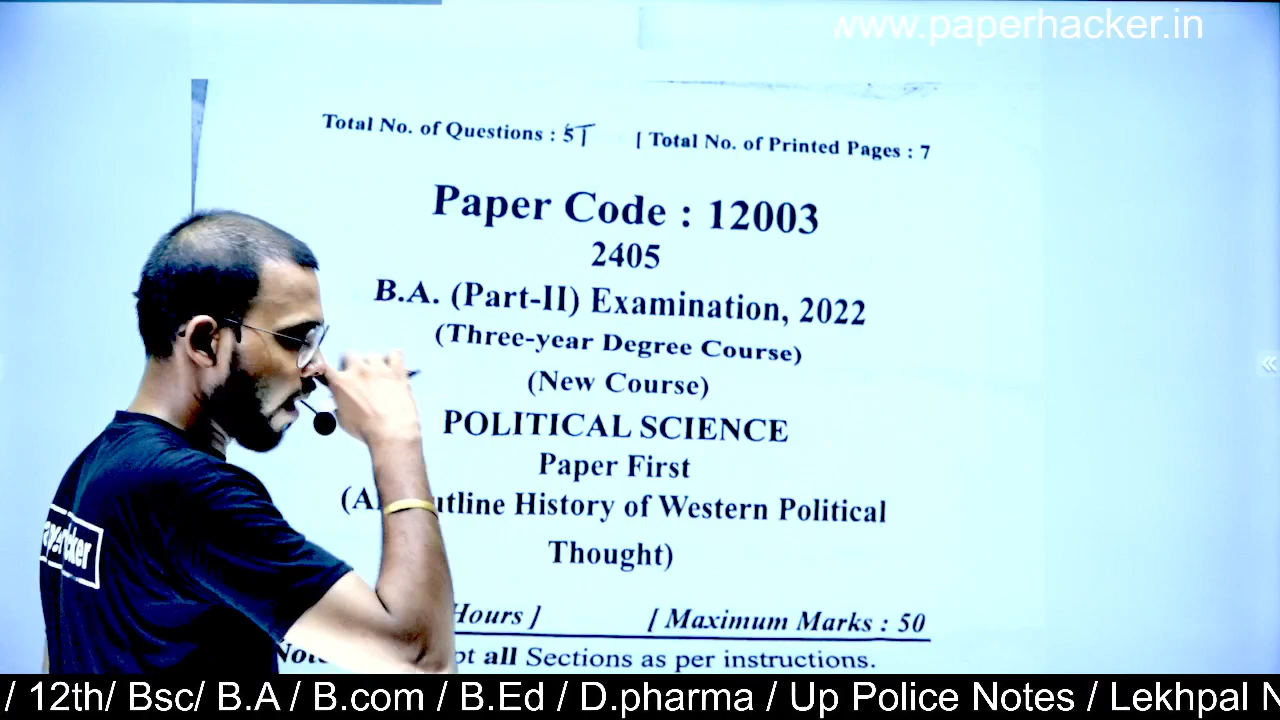 www.paperhacker.in
Total No. of Questions : 5] [ Total No. of Printed Pages : 7
Paper Code : 12003
2405
B.A. (Part-II) Examination, 2022
(Three-year Degree Course)
(New Course)
POLITICAL SCIENCE
Paper First
History of Western Political
Thought)
Hours ] [ Maximum Marks : 50
all Sections as per instructions.
/ 12th/ Bsc/ B.A / B.com / B.Ed / D.pharma / Up Police Notes / Lekhpal N